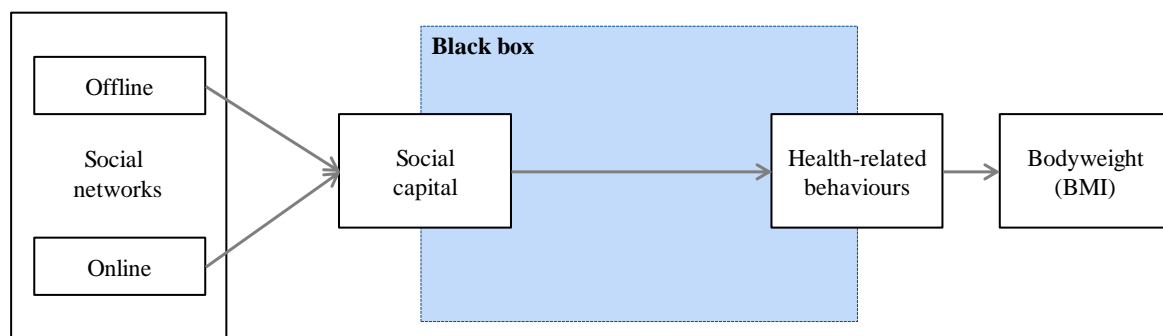 Black box
Offline
Social
networks
Online
Social
capital
Health-related
behaviours
Bodyweight
(BMI)